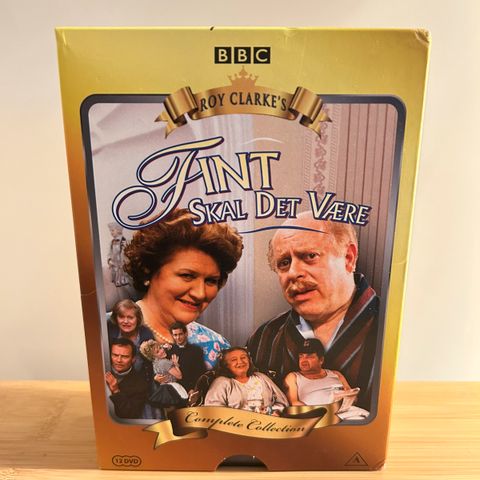 BBC
ROY CLARKE'S
FINT
SKAL DET VÆRE
Complete Collection
12 DVD
A